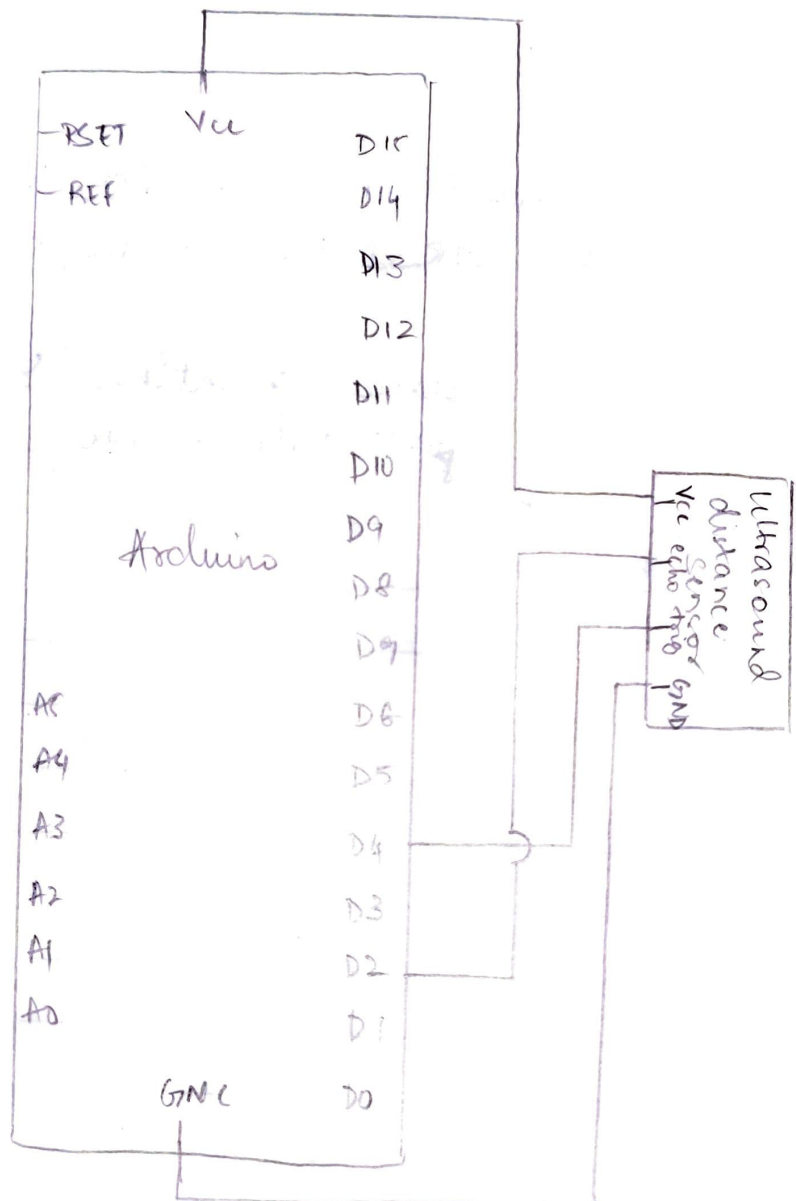 Vcc
RSET
REF
D15
D14
D13
D12
D11
D10
D9
D8
D9
D6
D5
D4
D3
D2
D1
D0
Arduino
A5
A4
A3
A2
A1
A0
GND
Ultrasound
distance
sensor
Vcc echo trig GND